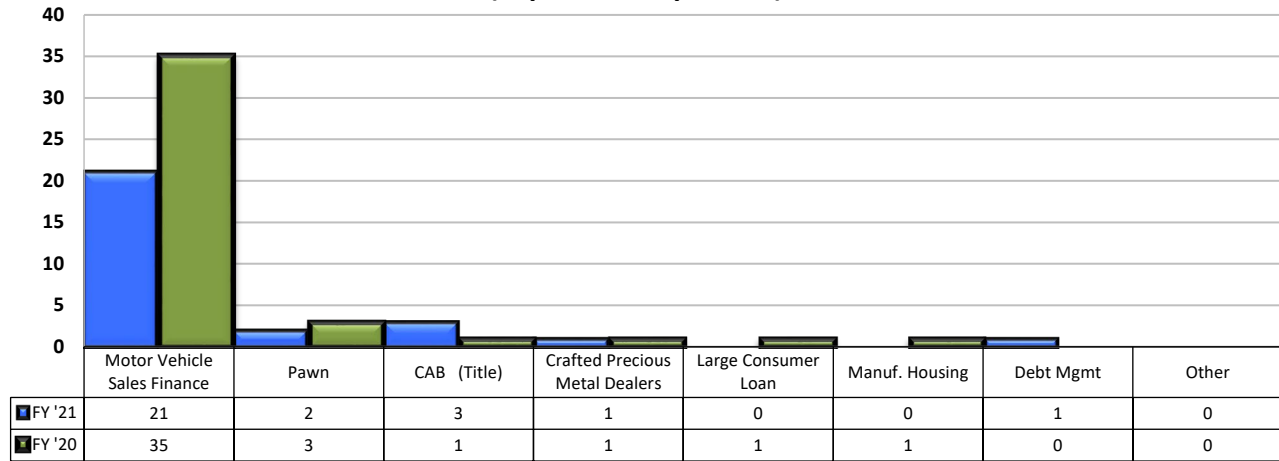 40
35
30
25
20
15
10
5
0
Motor Vehicle
Sales Finance
Pawn
CAB (Title)
Crafted Precious
Metal Dealers
Large Consumer
Loan
Manuf. Housing
Debt Mgmt
Other
FY '21 21 2 3 1 0 0 1 0
FY '20 35 3 1 1 1 1 0 0